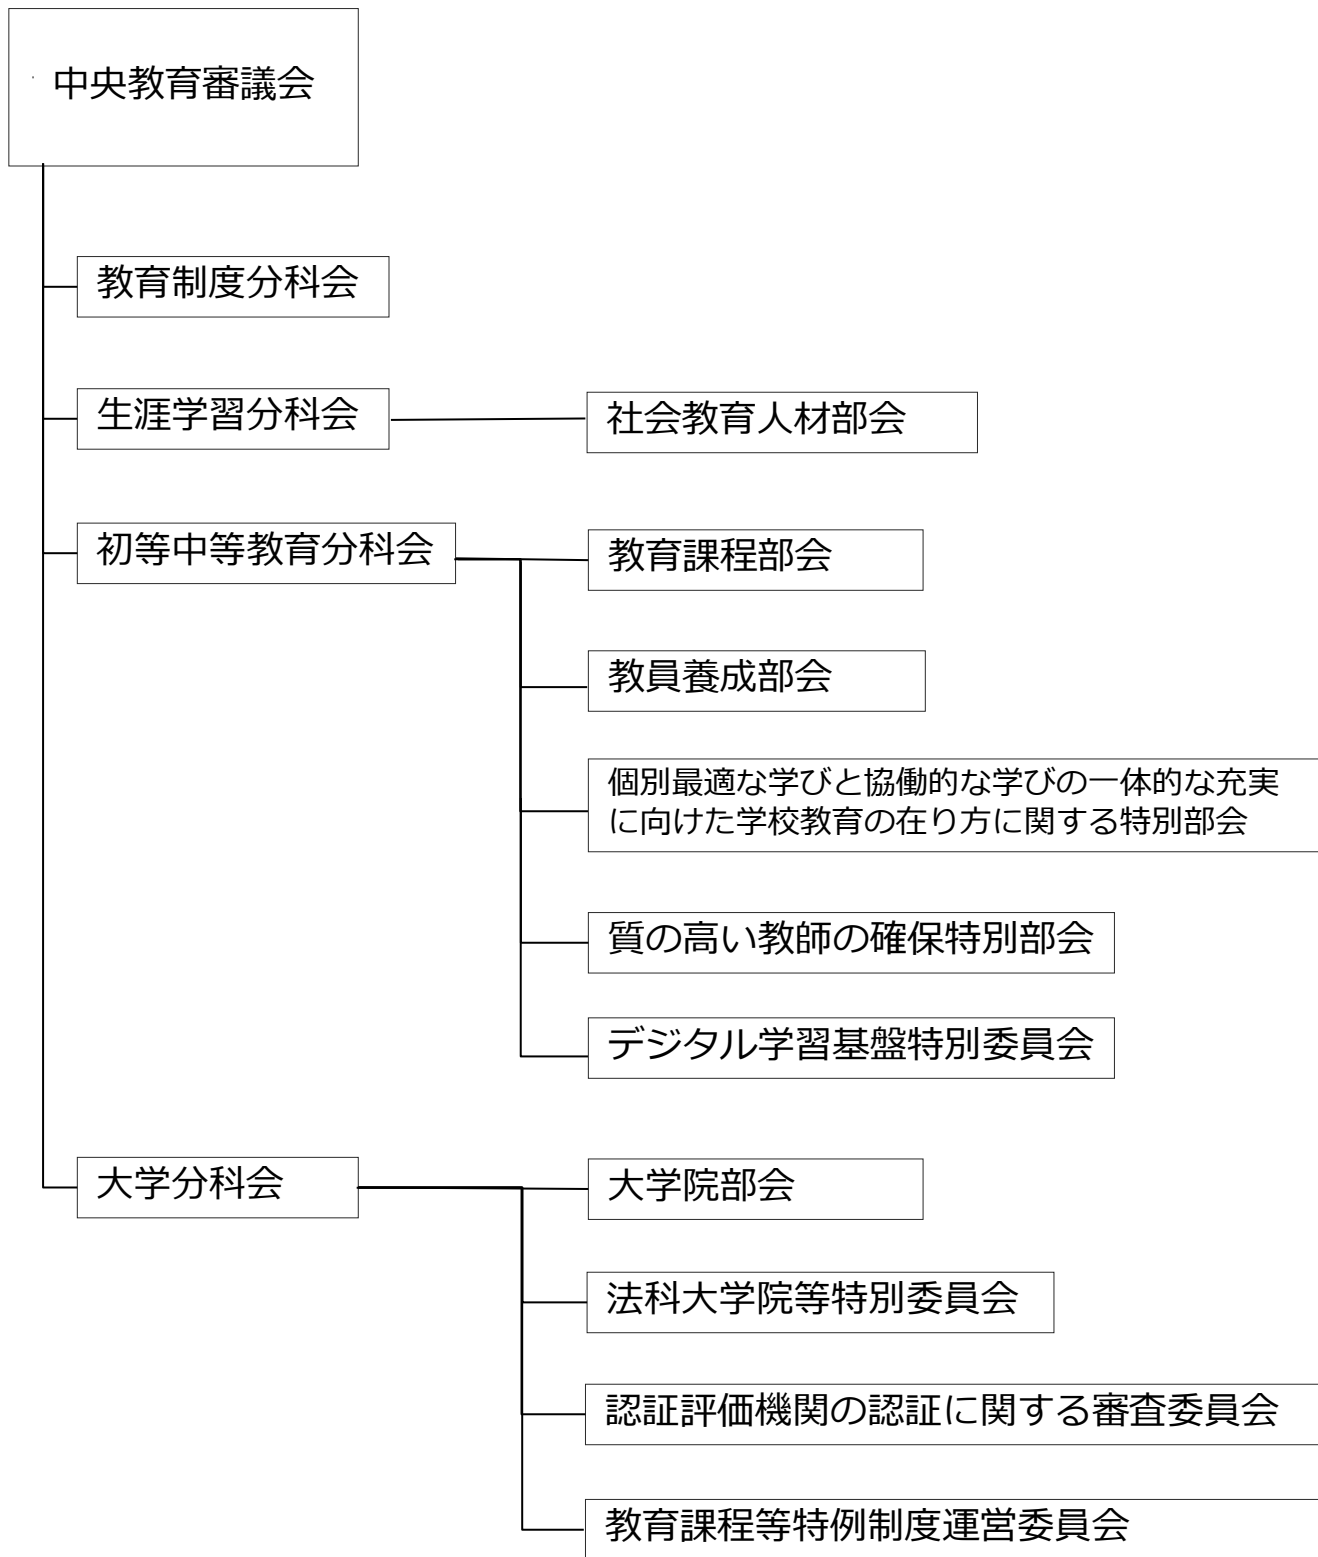 中央教育審議会
教育制度分科会
生涯学習分科会
社会教育人材部会
初等中等教育分科会
教育課程部会
教員養成部会
個別最適な学びと協働的な学びの一体的な充実
に向けた学校教育の在り方に関する特別部会
質の高い教師の確保特別部会
デジタル学習基盤特別委員会
大学分科会
大学院部会
法科大学院等特別委員会
認証評価機関の認証に関する審査委員会
教育課程等特例制度運営委員会